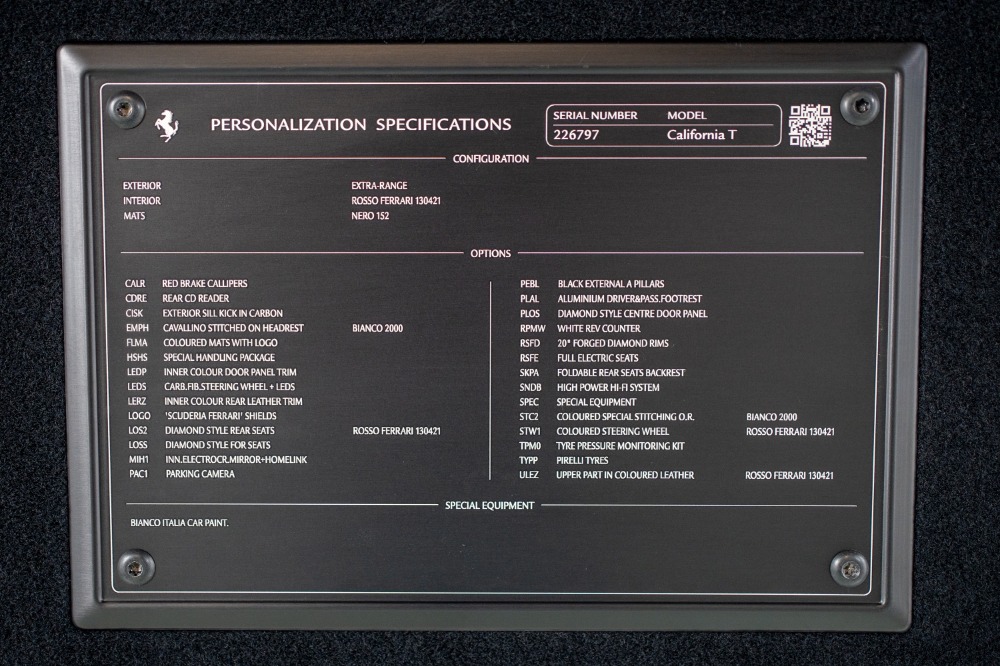 PERSONALIZATION SPECIFICATIONS
SERIAL NUMBER MODEL
226797 California T
CONFIGURATION
EXTERIOR EXTRA-RANGE
INTERIOR ROSSO FERRARI 130421
MATS NERO 152
OPTIONS
CALR RED BRAKE CALLIPERS
CDRE REAR CD READER
CISK EXTERIOR SILL KICK IN CARBON
EMPH CAVALLINO STITCHED ON HEADREST BIANCO 2000
FLMA COLOURED MATS WITH LOGO
HSHS SPECIAL HANDLING PACKAGE
LEDP INNER COLOUR DOOR PANEL TRIM
LEDS CARB.FIB.STEERING WHEEL + LEDS
LERZ INNER COLOUR REAR LEATHER TRIM
LOGO 'SCUDERIA FERRARI' SHIELDS
LOS2 DIAMOND STYLE REAR SEATS ROSSO FERRARI 130421
LOSS DIAMOND STYLE FOR SEATS
MIH1 INN.ELECTROCR.MIRROR+HOMELINK
PAC1 PARKING CAMERA
PEBL BLACK EXTERNAL A PILLARS
PLAL ALUMINIUM DRIVER&PASS.FOOTREST
PLOS DIAMOND STYLE CENTRE DOOR PANEL
RPMW WHITE REV COUNTER
RSFD 20" FORGED DIAMOND RIMS
RSFE FULL ELECTRIC SEATS
SKPA FOLDABLE REAR SEATS BACKREST
SNDB HIGH POWER HI-FI SYSTEM
SPEC SPECIAL EQUIPMENT
STC2 COLOURED SPECIAL STITCHING O.R. BIANCO 2000
STW1 COLOURED STEERING WHEEL ROSSO FERRARI 130421
TPM0 TYRE PRESSURE MONITORING KIT
TYPP PIRELLI TYRES
ULEZ UPPER PART IN COLOURED LEATHER ROSSO FERRARI 130421
SPECIAL EQUIPMENT
BIANCO ITALIA CAR PAINT.